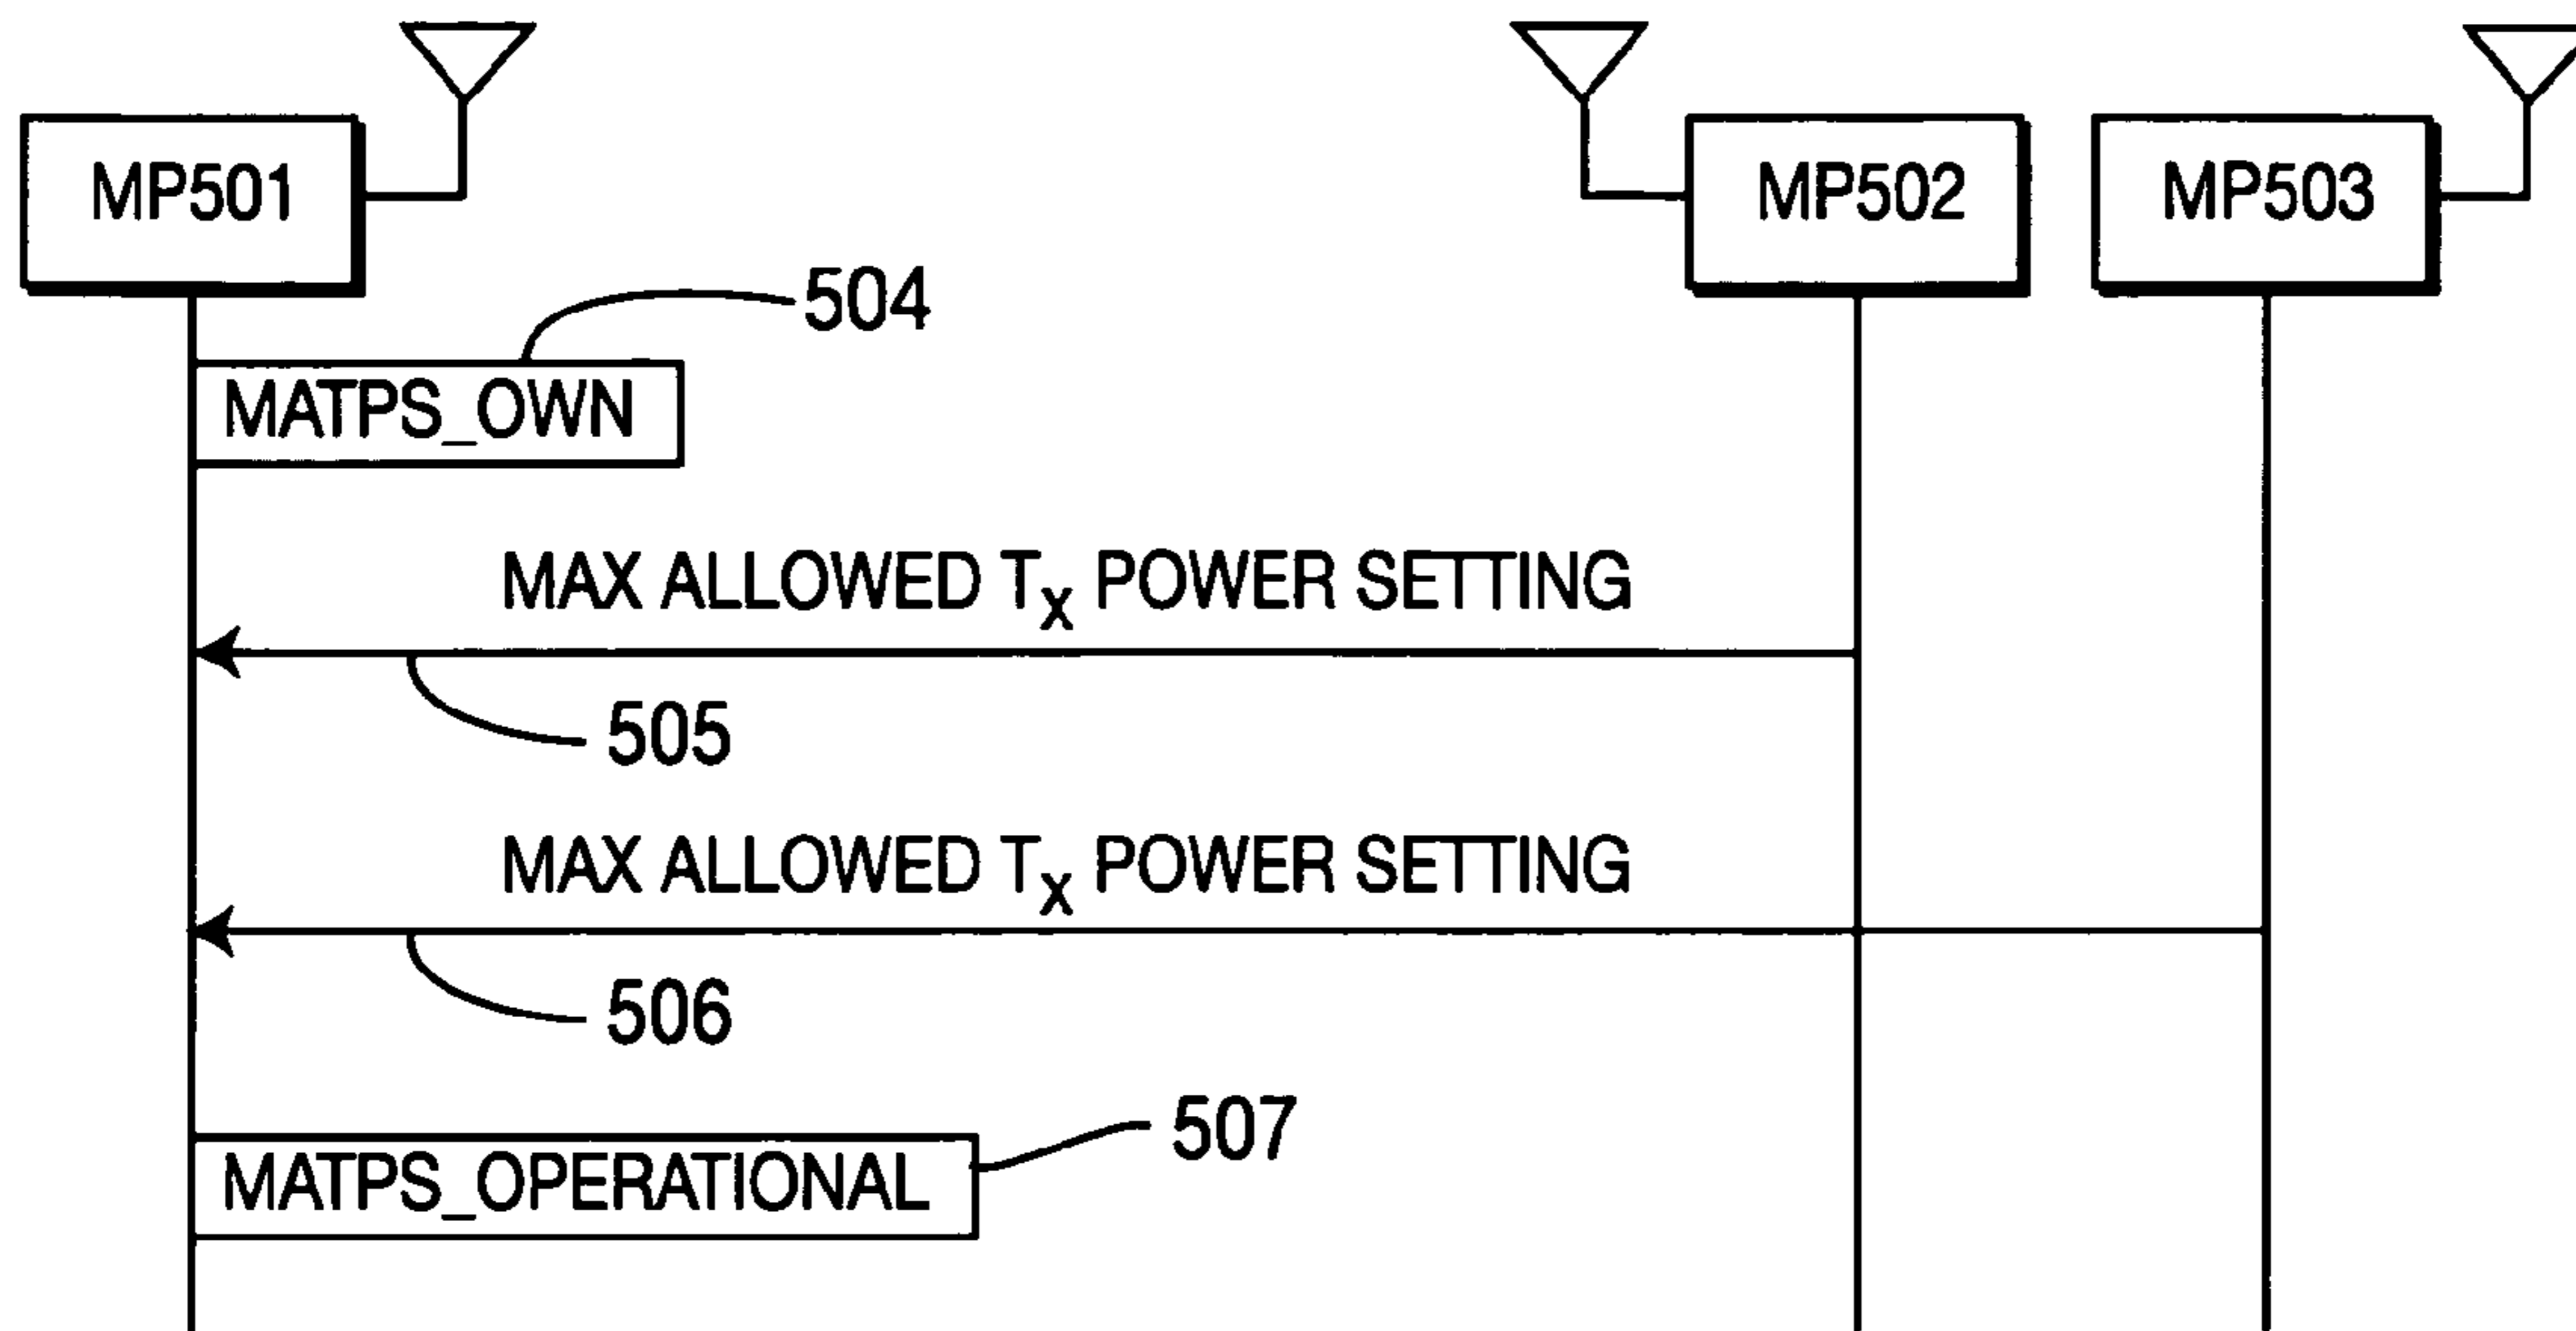 MP501
MP502
MP503
504
MATPS_OWN
MAX ALLOWED TX POWER SETTING
505
MAX ALLOWED TX POWER SETTING
506
507
MATPS_OPERATIONAL